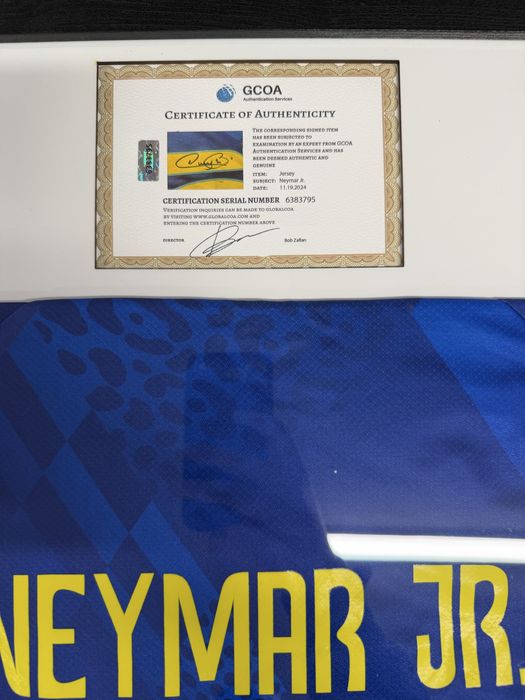 GCOA
Authentication Services
CERTIFICATE OF AUTHENTICITY
THE CORRESPONDING SIGNED ITEM
HAS BEEN SUBJECTED TO
EXAMINATION BY AN EXPERT FROM GCOA
AUTHENTICATION SERVICES AND HAS
BEEN DEEMED AUTHENTIC AND
GENUINE
ITEM: Jersey
SUBJECT: Neymar Jr.
DATE: 11.19.2024
6383795
CERTIFICATION SERIAL NUMBER 6383795
VERIFICATION INQUIRIES CAN BE MADE TO GLOBALCOA
BY VISITING WWW.GLOBALCOA.COM AND
ENTERING THE CERTIFICATION NUMBER ABOVE
DIRECTOR Bob Zafian
NEYMAR JR.